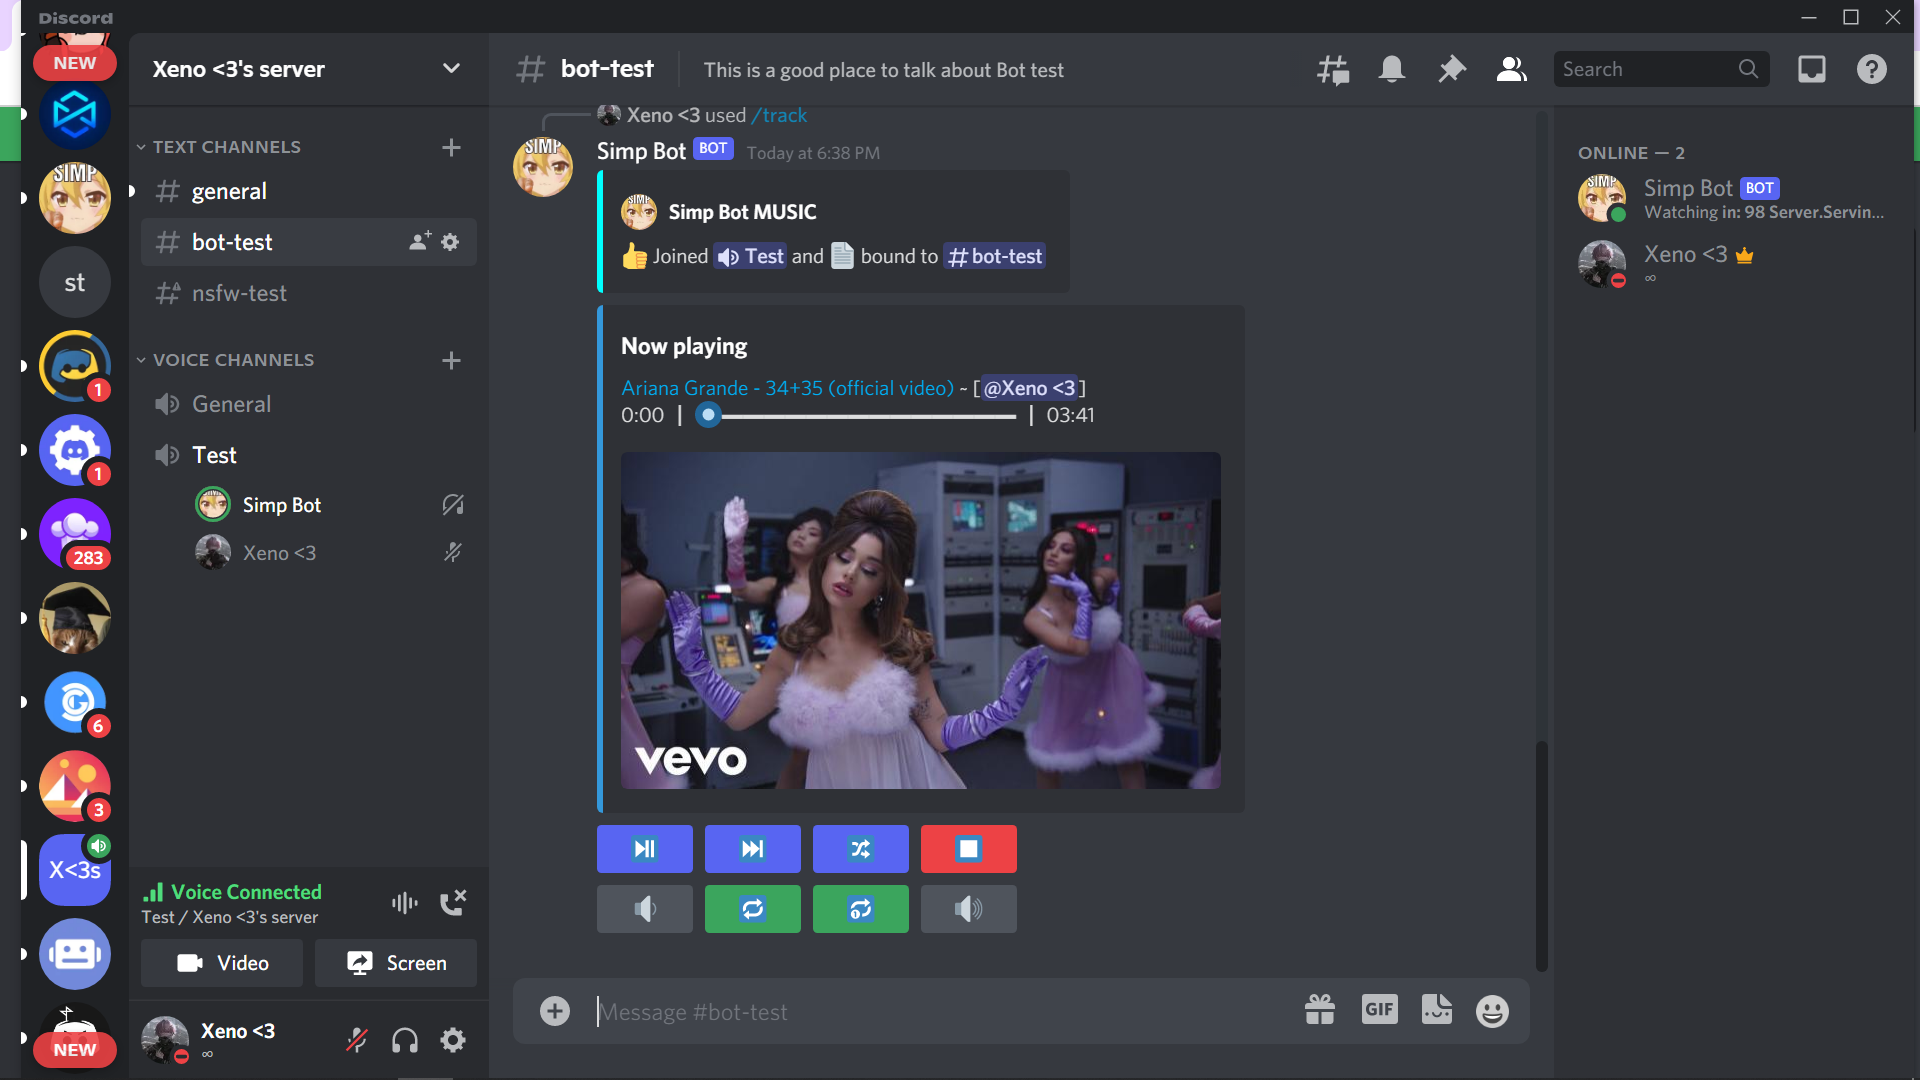 Discord
NEW
SIMP
st
1
1
283
6
3
X<3s
NEW
Xeno <3's server
TEXT CHANNELS
general
bot-test
nsfw-test
VOICE CHANNELS
General
Test
Simp Bot
Xeno <3
Voice Connected
Test / Xeno <3's server
Video
Screen
Xeno <3
∞
bot-test
This is a good place to talk about Bot test
Search
Xeno <3 used /track
SIMP
Simp Bot BOT Today at 6:38 PM
SIMP
Simp Bot MUSIC
Joined Test and bound to #bot-test
Now playing
Ariana Grande - 34+35 (official video) ~ [@Xeno <3]
0:00 | | 03:41
vevo
Message #bot-test
GIF
ONLINE — 2
SIMP
Simp Bot BOT
Watching in: 98 Server.Servin...
Xeno <3
∞